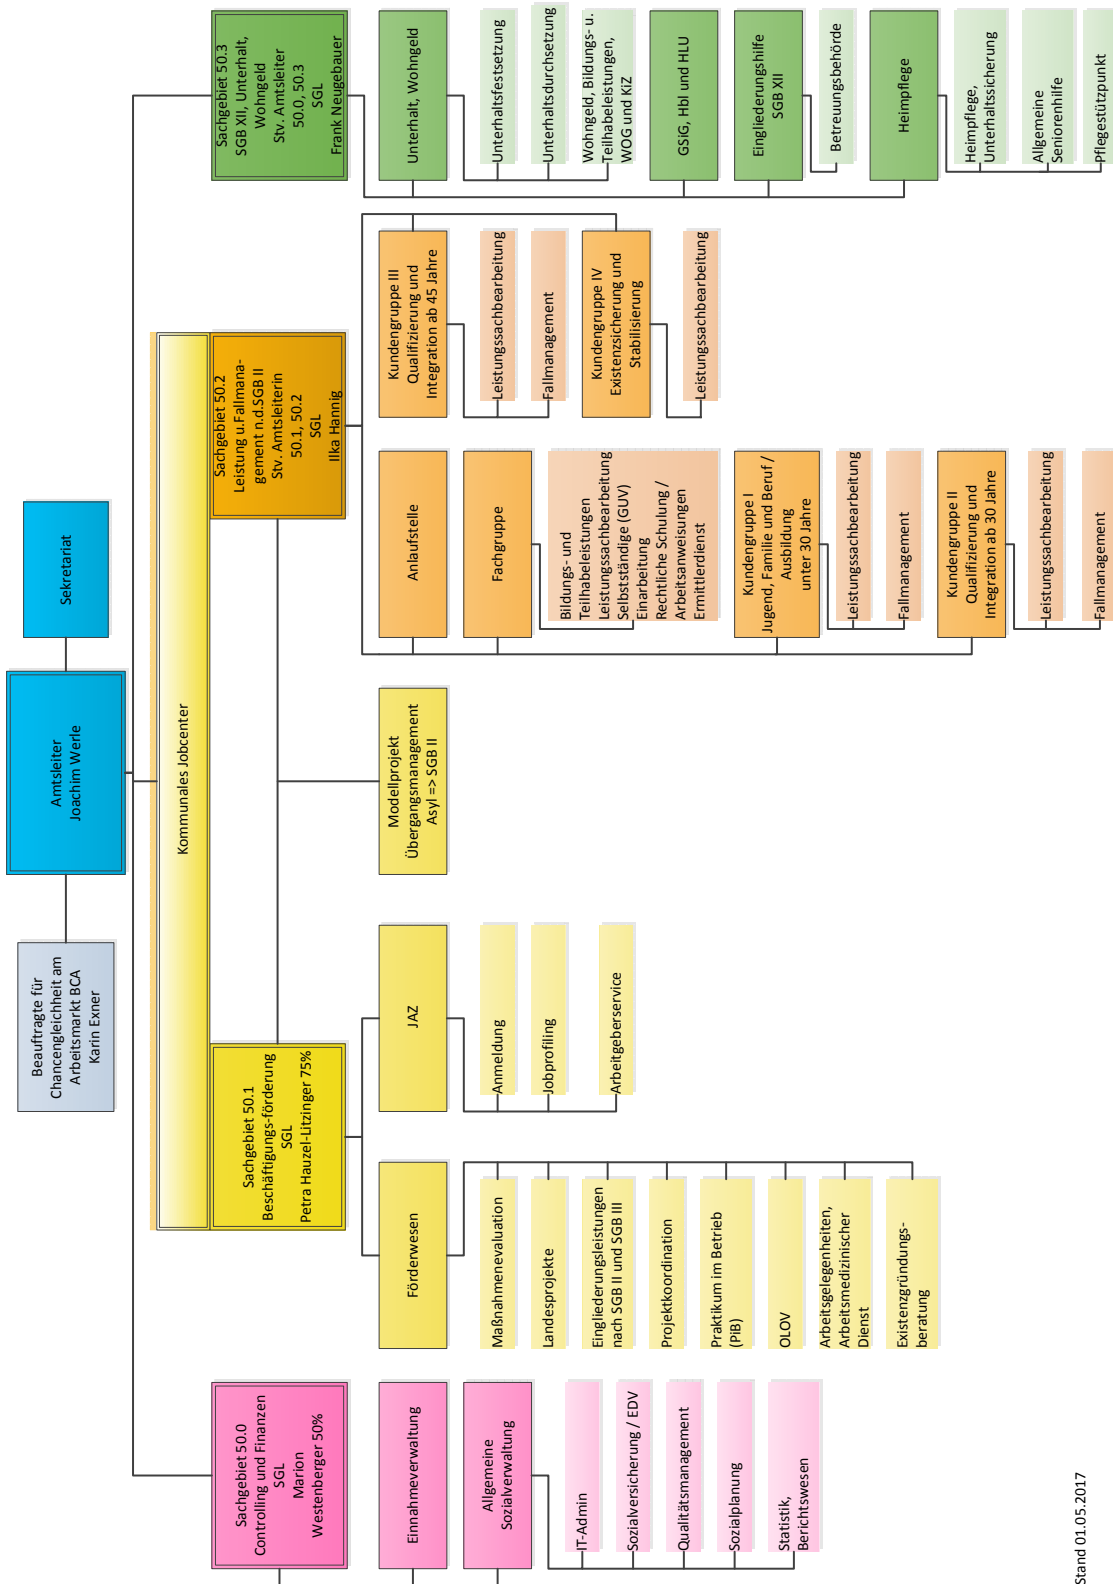 Amtsleiter
Joachim Werle
Sekretariat
Beauftragte für
Chancengleichheit am
Arbeitsmarkt BCA
Karin Exner
Kommunales Jobcenter
Sachgebiet 50.0
Controlling und Finanzen
SGL
Marion
Westenberger 50%
Einnahmeverwaltung
Allgemeine
Sozialverwaltung
IT-Admin
Sozialversicherung / EDV
Qualitätsmanagement
Sozialplanung
Statistik,
Berichtswesen
Sachgebiet 50.1
Beschäftigungs-förderung
SGL
Petra Hauzel-Litzinger 75%
Förderwesen
Maßnahmenevaluation
Landesprojekte
Eingliederungsleistungen
nach SGB II und SGB III
Projektkoordination
Praktikum im Betrieb
(PiB)
OLOV
Arbeitsgelegenheiten,
Arbeitsmedizinischer
Dienst
Existenzgründungs-
beratung
JAZ
Anmeldung
Jobprofiling
Arbeitgeberservice
Modellprojekt
Übergangsmanagement
Asyl => SGB II
Sachgebiet 50.2
Leistung u.Fallmana-
gement n.d.SGB II
Stv. Amtsleiterin
50.1, 50.2
SGL
Ilka Hannig
Anlaufstelle
Fachgruppe
Bildungs- und
Teilhabeleistungen
Leistungssachbearbeitung
Selbstständige (GUV)
Einarbeitung
Rechtliche Schulung /
Arbeitsanweisungen
Ermittlerdienst
Kundengruppe I
Jugend, Familie und Beruf /
Ausbildung
unter 30 Jahre
Leistungssachbearbeitung
Fallmanagement
Kundengruppe II
Qualifizierung und
Integration ab 30 Jahre
Leistungssachbearbeitung
Fallmanagement
Kundengruppe III
Qualifizierung und
Integration ab 45 Jahre
Leistungssachbearbeitung
Fallmanagement
Kundengruppe IV
Existenzsicherung und
Stabilisierung
Leistungssachbearbeitung
Sachgebiet 50.3
SGB XII, Unterhalt,
Wohngeld
Stv. Amtsleiter
50.0, 50.3
SGL
Frank Neugebauer
Unterhalt, Wohngeld
Unterhaltsfestsetzung
Unterhaltsdurchsetzung
Wohngeld, Bildungs- u.
Teilhabeleistungen,
WOG und KiZ
GSiG, Hbl und HLU
Eingliederungshilfe
SGB XII
Betreuungsbehörde
Heimpflege
Heimpflege,
Unterhaltssicherung
Allgemeine
Seniorenhilfe
Pflegestützpunkt
Stand 01.05.2017